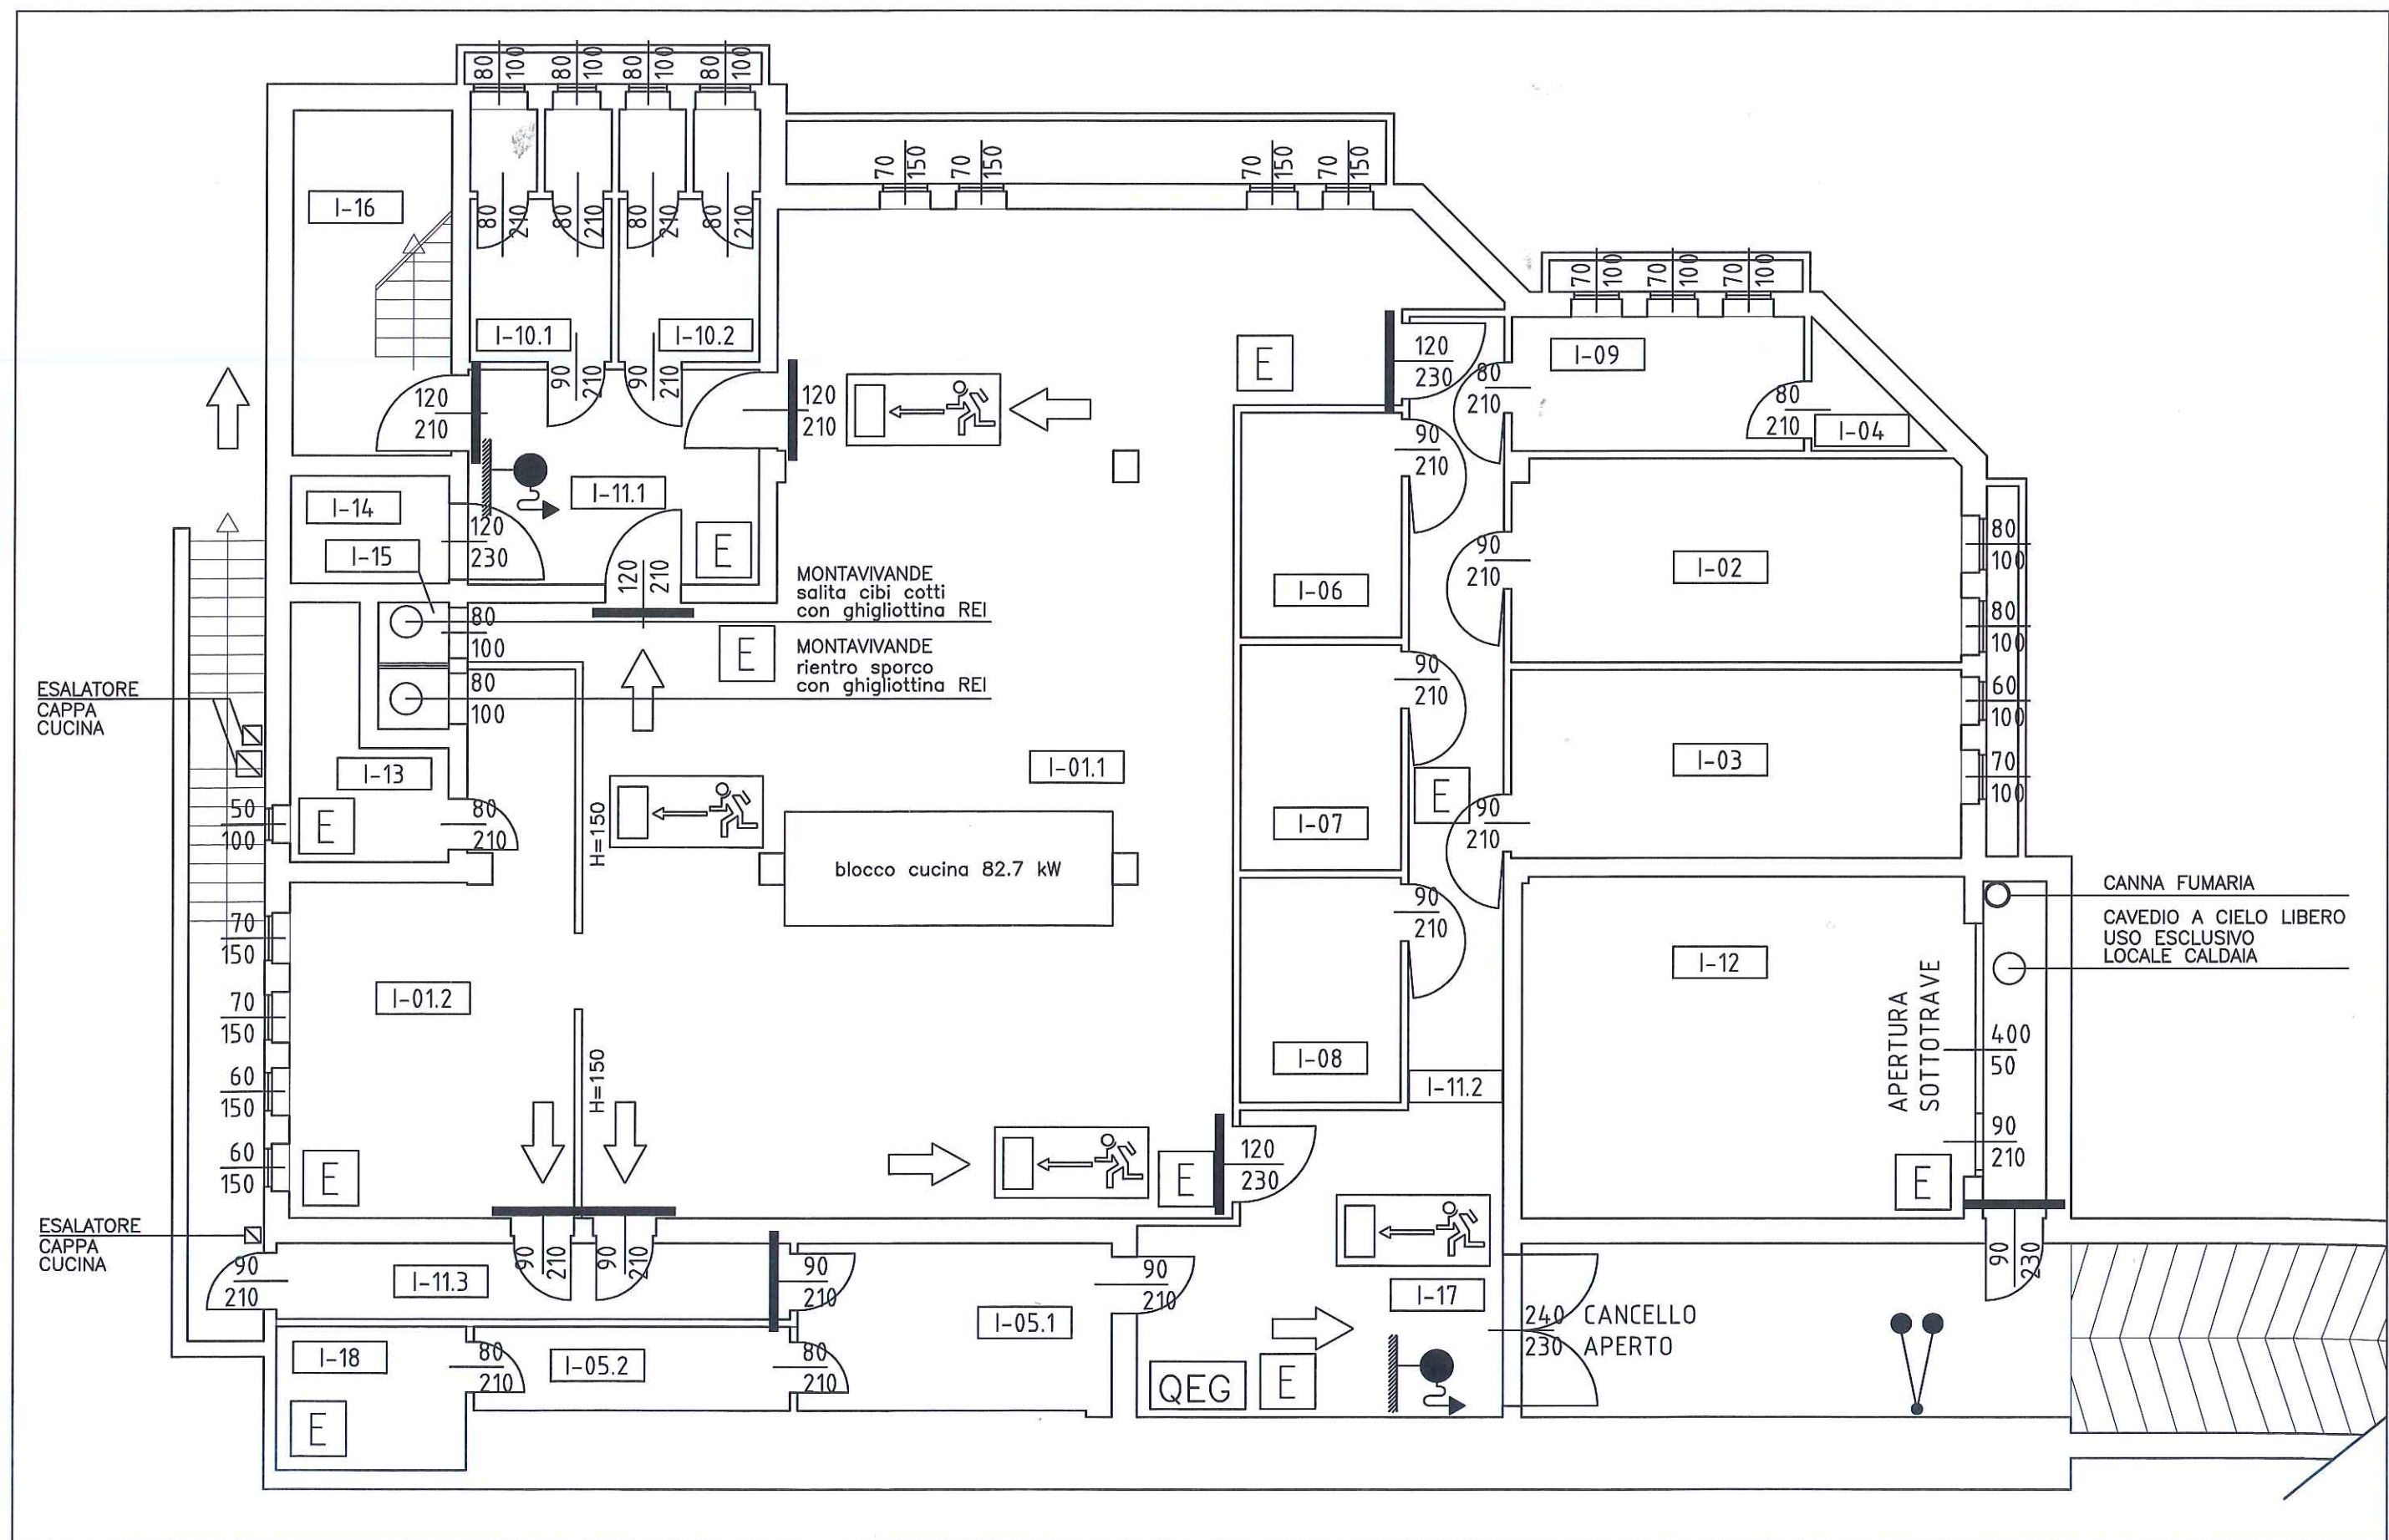 80 100 80 100 80 100 80 100
70 150 70 150 70 150 70 150
I-16
80 210 80 210 80 210 80 210
70 100 70 100 70 100
I-10.1
I-10.2
E
120
230
I-09
80
210
80
210
I-04
90 210 90 210
120
210
120
210
90
210
I-14
I-11.1
I-15
120
230
E
120 210
90
210
I-02
80
100
80
100
MONTAVIVANDE
salita cibi cotti
con ghigliottina REI
I-06
80
100
E
MONTAVIVANDE
rientro sporco
con ghigliottina REI
80
100
90
210
60
100
ESALATORE
CAPPA
CUCINA
I-13
I-01.1
I-03
70
100
50
100
E
80
210
H=150
I-07
E
90
210
blocco cucina 82.7 kW
90
210
CANNA FUMARIA
CAVEDIO A CIELO LIBERO
USO ESCLUSIVO
LOCALE CALDAIA
70
150
I-12
I-01.2
70
150
APERTURA
SOTTOTRAVE
400
50
H=150
I-08
I-11.2
60
150
60
150
E
E
120
230
90
210
E
ESALATORE
CAPPA
CUCINA
90
210
I-11.3
90 210 90 210
90
210
90
210
I-17
90 230
I-05.1
240 CANCELLO
230 APERTO
I-18
80
210
I-05.2
80
210
QEG
E
E